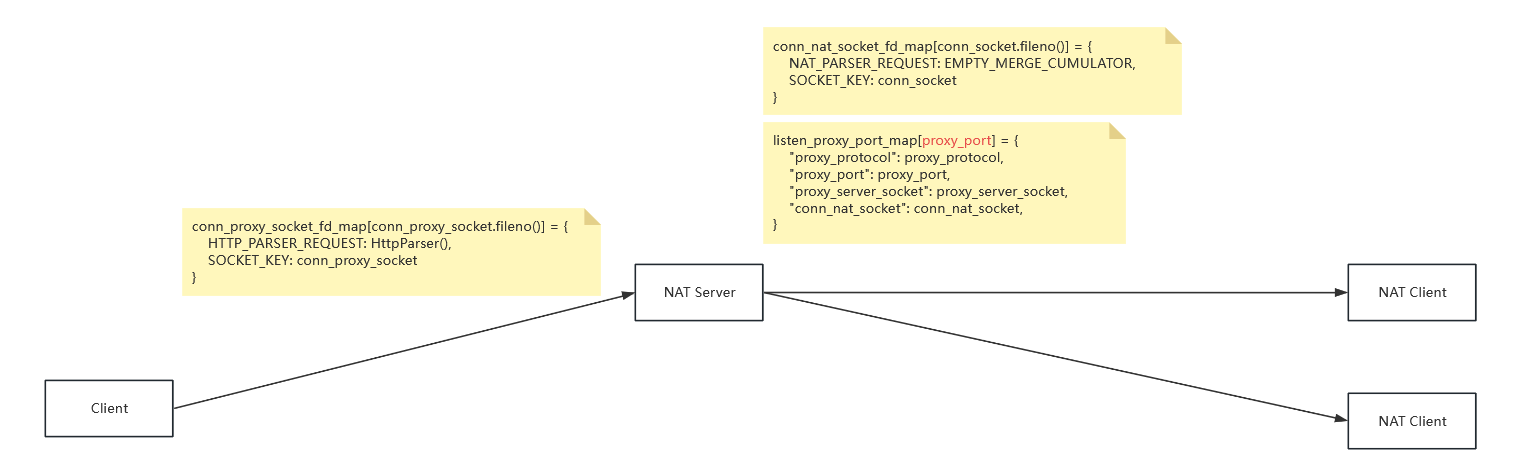 conn_nat_socket_fd_map[conn_socket.fileno()] = {
    NAT_PARSER_REQUEST: EMPTY_MERGE_CUMULATOR,
    SOCKET_KEY: conn_socket
}
listen_proxy_port_map[proxy_port] = {
    "proxy_protocol": proxy_protocol,
    "proxy_port": proxy_port,
    "proxy_server_socket": proxy_server_socket,
    "conn_nat_socket": conn_nat_socket,
}
conn_proxy_socket_fd_map[conn_proxy_socket.fileno()] = {
    HTTP_PARSER_REQUEST: HttpParser(),
    SOCKET_KEY: conn_proxy_socket
}
NAT Server
NAT Client
Client
NAT Client